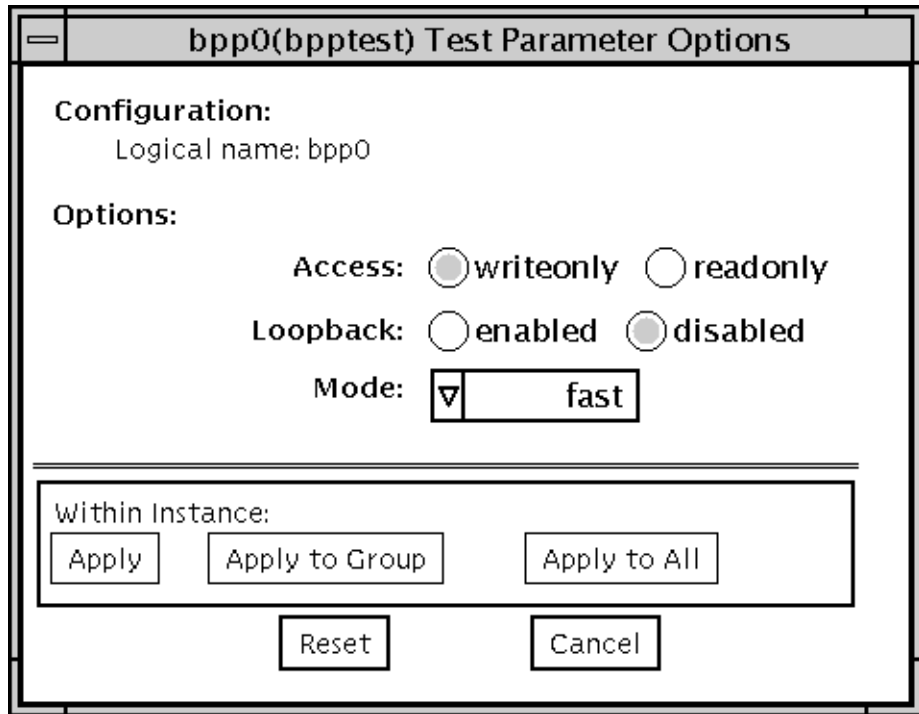 bpp0(bpptest) Test Parameter Options
Configuration:
Logical name: bpp0
Options:
Access: writeonly readonly
Loopback: enabled disabled
Mode: fast
Within Instance:
Apply Apply to Group Apply to All
Reset Cancel